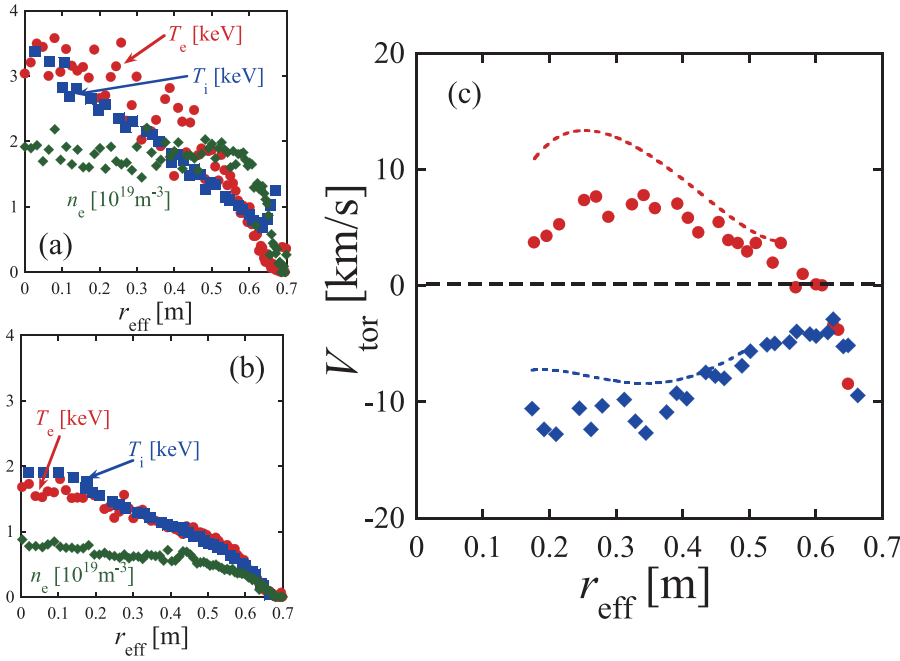 4
3
2
1
0
T_e [keV]
T_i [keV]
n_e [10^19 m^-3]
(a)
0 0.1 0.2 0.3 0.4 0.5 0.6 0.7
r_eff [m]
4
3
2
1
0
(b)
T_e [keV]
T_i [keV]
n_e [10^19 m^-3]
0 0.1 0.2 0.3 0.4 0.5 0.6 0.7
r_eff [m]
(c)
20
10
0
-10
-20
V_tor [km/s]
0 0.1 0.2 0.3 0.4 0.5 0.6 0.7
r_eff [m]